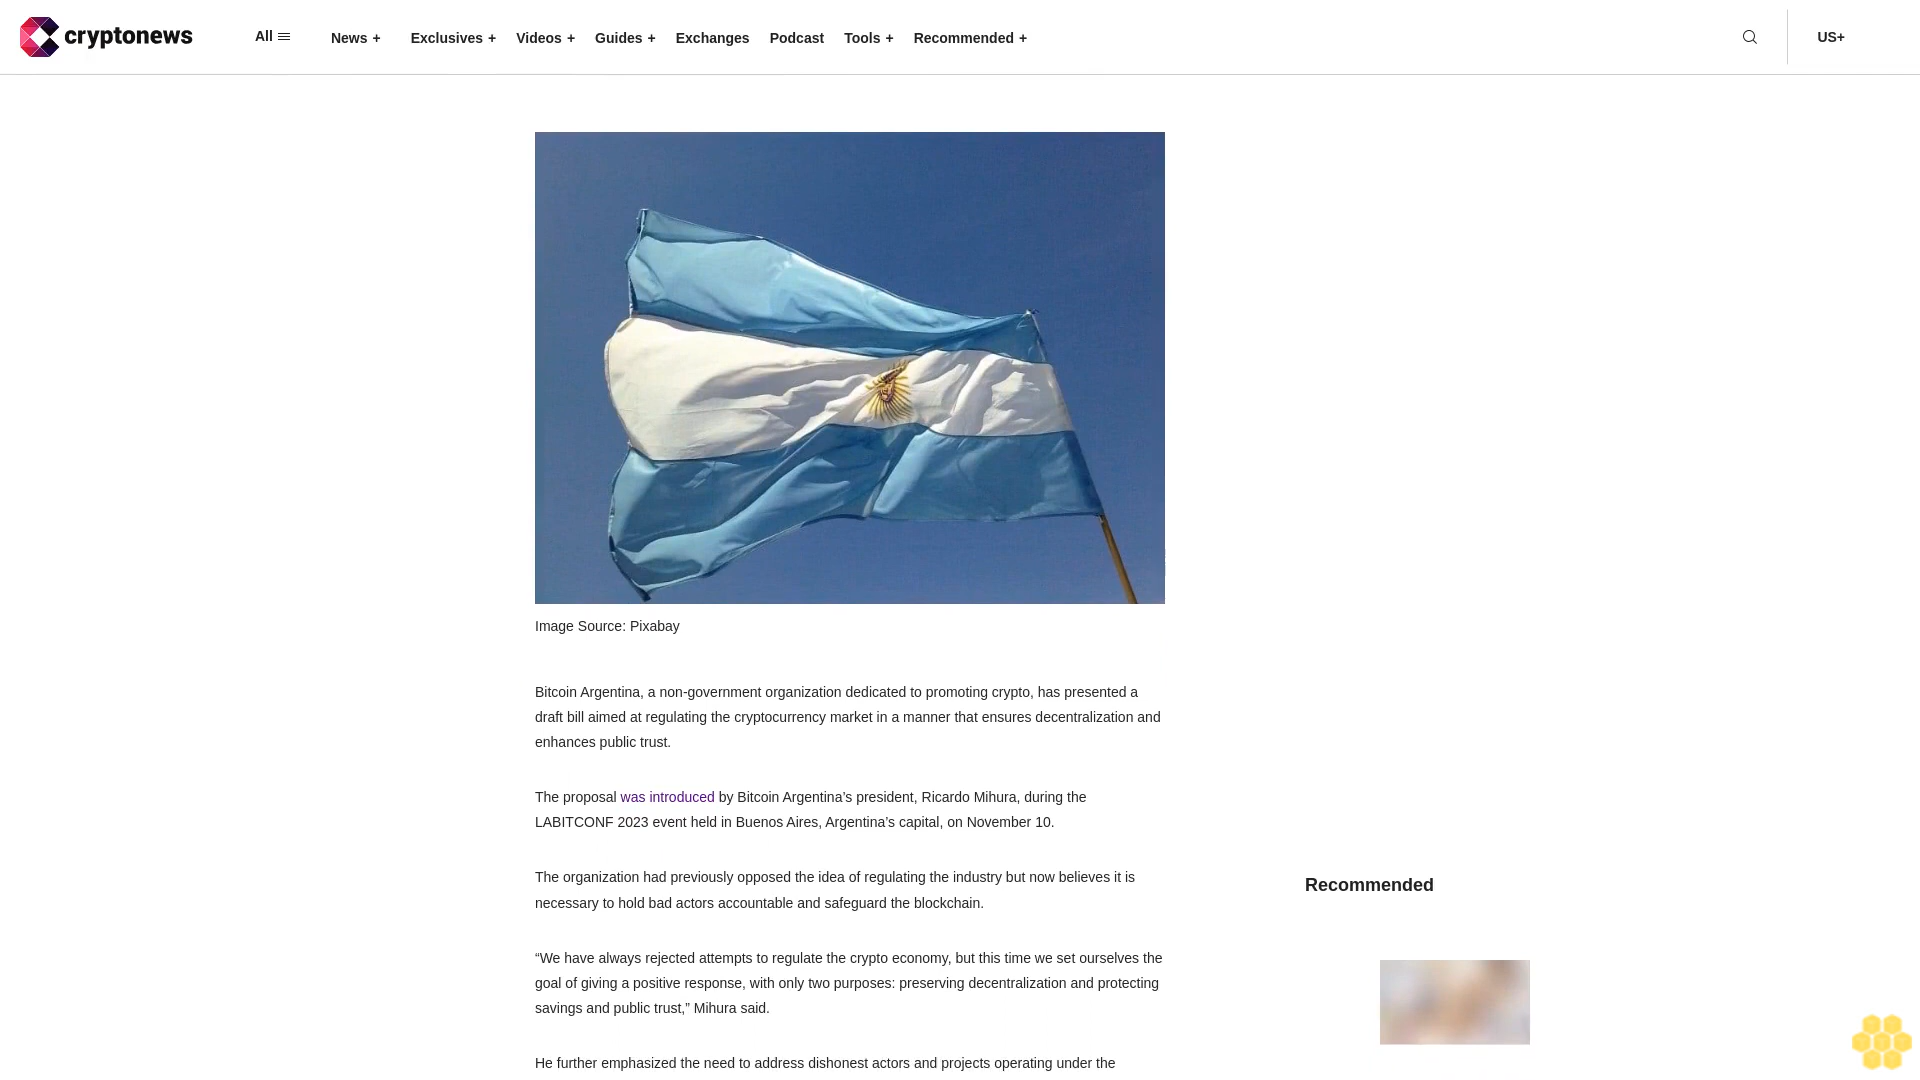 cryptonews
All
News +
Exclusives +
Videos +
Guides +
Exchanges
Podcast
Tools +
Recommended +
US+
Image Source: Pixabay
Bitcoin Argentina, a non-government organization dedicated to promoting crypto, has presented a
draft bill aimed at regulating the cryptocurrency market in a manner that ensures decentralization and
enhances public trust.
The proposal was introduced by Bitcoin Argentina’s president, Ricardo Mihura, during the
LABITCONF 2023 event held in Buenos Aires, Argentina’s capital, on November 10.
The organization had previously opposed the idea of regulating the industry but now believes it is
necessary to hold bad actors accountable and safeguard the blockchain.
“We have always rejected attempts to regulate the crypto economy, but this time we set ourselves the
goal of giving a positive response, with only two purposes: preserving decentralization and protecting
savings and public trust,” Mihura said.
He further emphasized the need to address dishonest actors and projects operating under the
Recommended